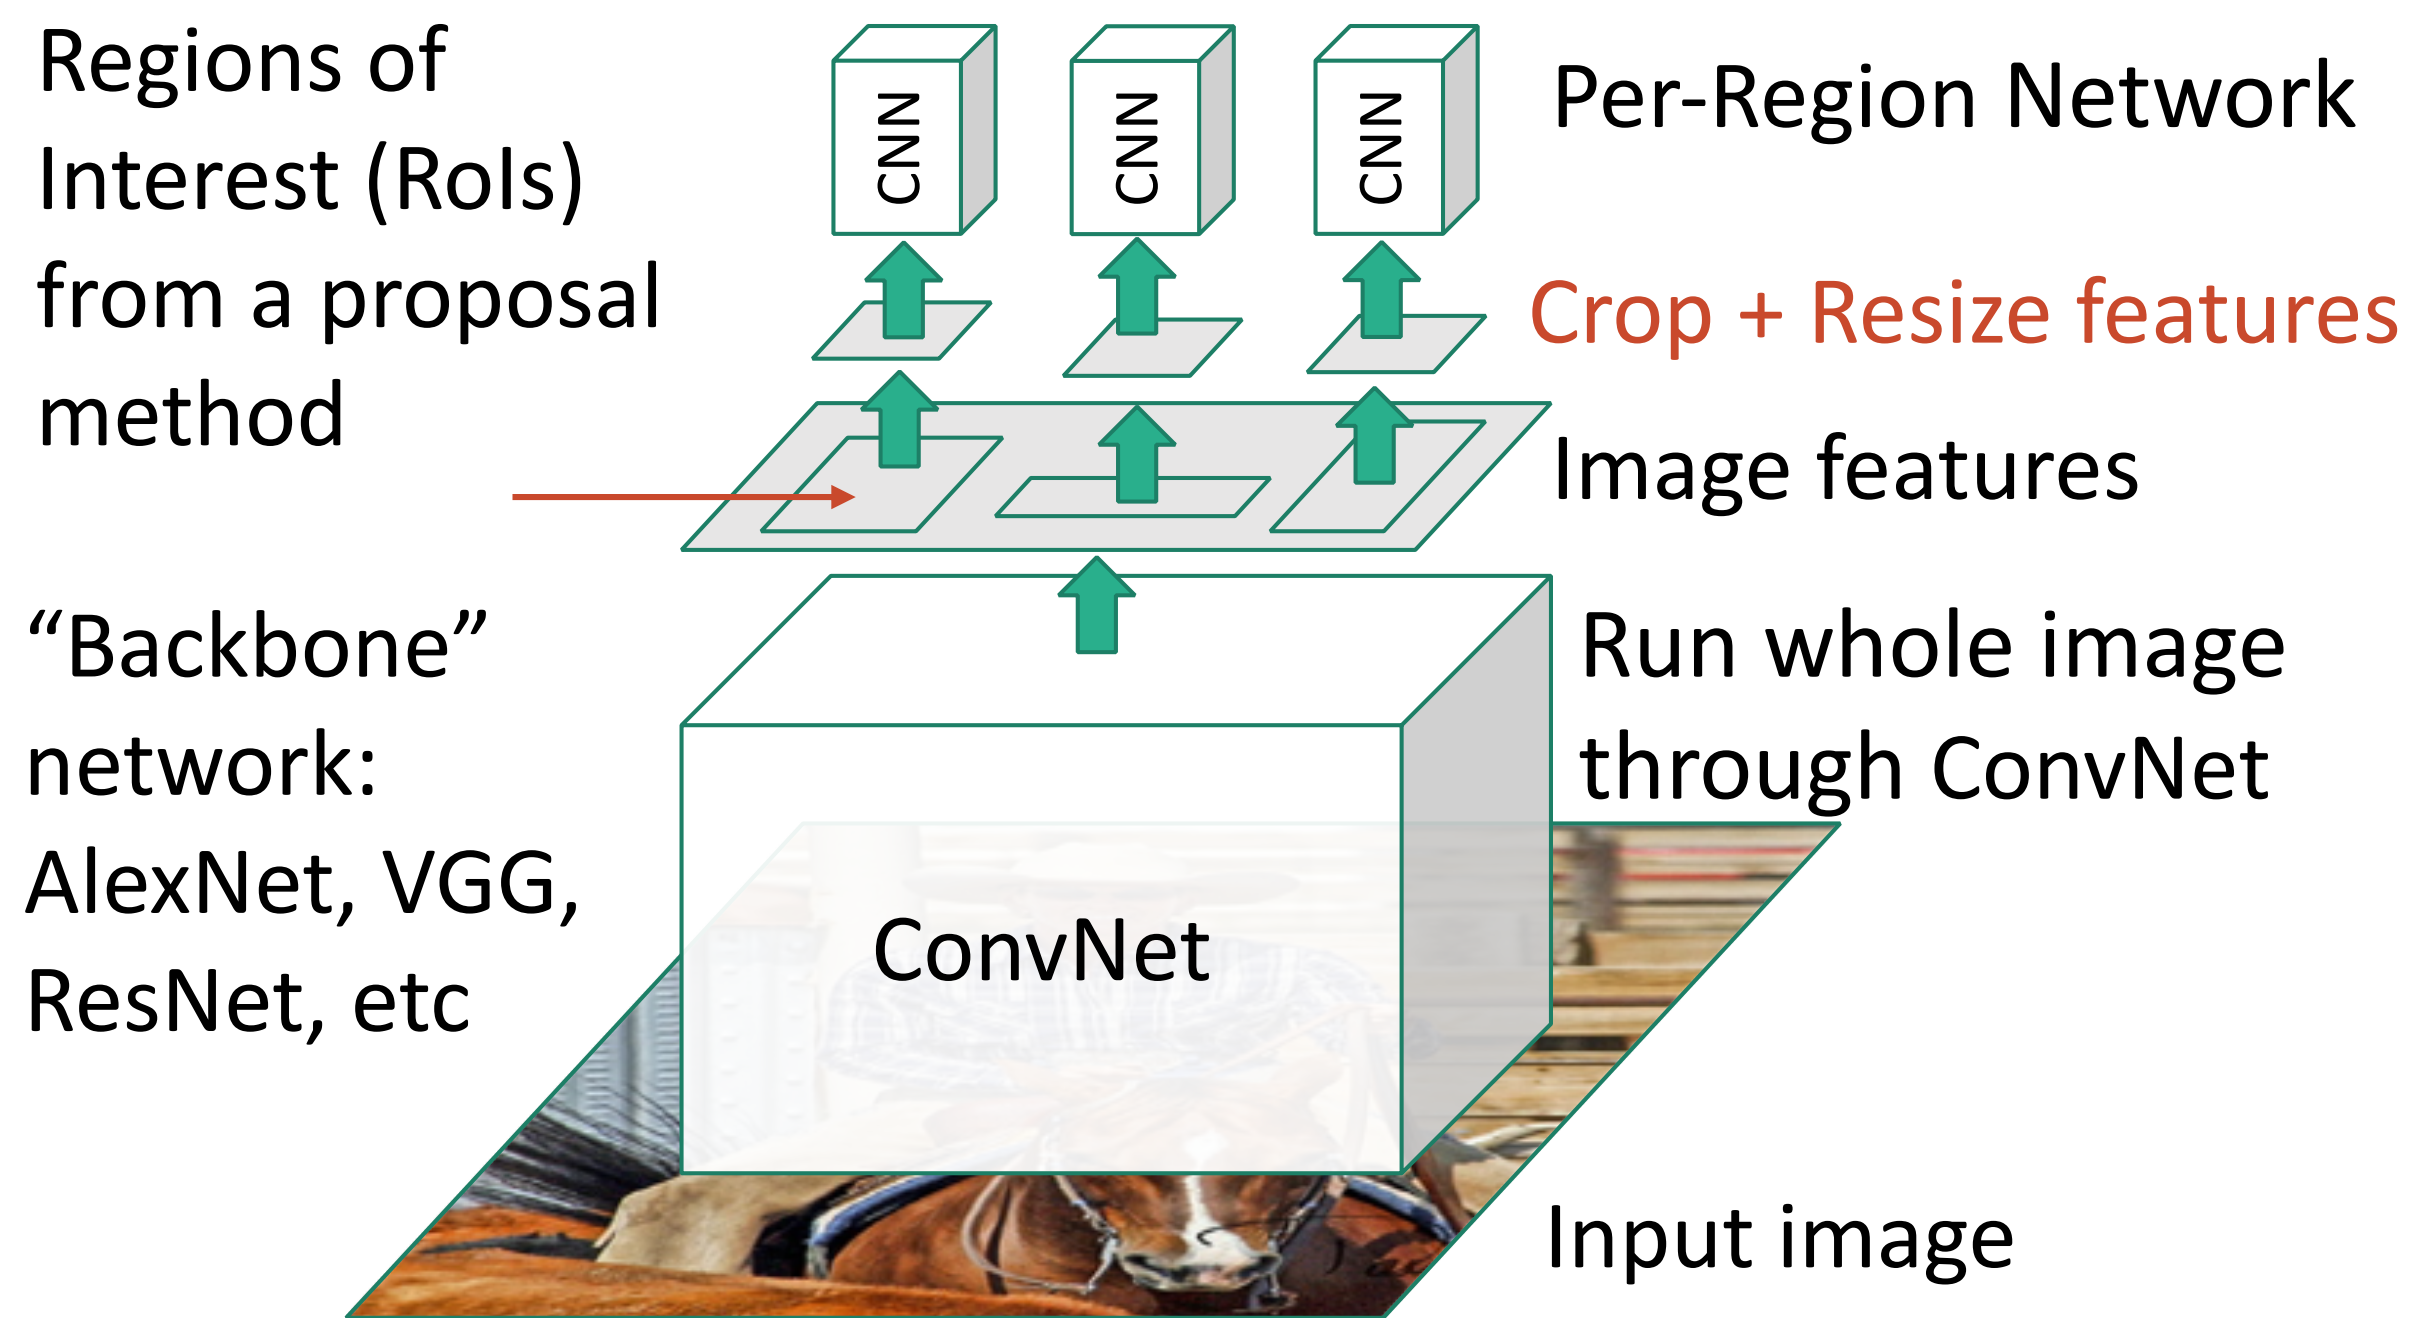 Regions of
Interest (RoIs)
from a proposal
method
CNN
CNN
CNN
Per-Region Network
Crop + Resize features
Image features
“Backbone”
network:
AlexNet, VGG,
ResNet, etc
Run whole image
through ConvNet
ConvNet
Input image